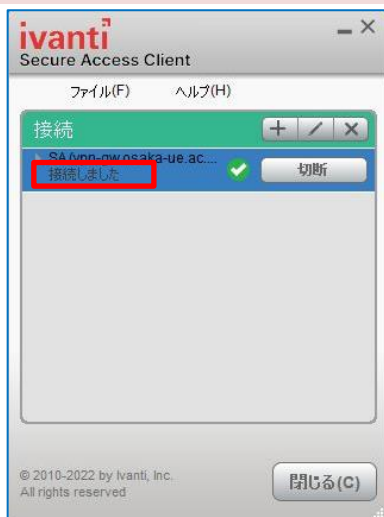 ivanti
Secure Access Client
ファイル(F) ヘルプ(H)
接続
SA (vpn-gw.osaka-ue.ac....
接続しました
切断
© 2010-2022 by Ivanti, Inc.
All rights reserved
閉じる(C)